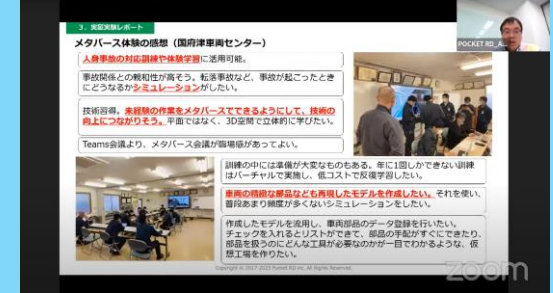 3．実証実験レポート
メタバース体験の感想（国府津車両センター）
人身事故の対応訓練や体験学習に活用可能。
事故関係との親和性が高そう。転落事故など、事故が起こったとき
にどうなるかシミュレーションがしたい。
技術習得。未経験の作業をメタバースでできるようにして、技術の
向上につながりそう。平面ではなく、3D空間で立体的に学びたい。
Teams会議より、メタバース会議が臨場感があってよい。
訓練の中には準備が大変なものもある。年に1回しかできない訓練
はバーチャルで実施し、低コストで反復学習したい。
車両の精緻な部品なども再現したモデルを作成したい。それを使い、
普段あまり頻度が多くないシミュレーションをしたい。
作成したモデルを流用し、車両部品のデータ登録を行いたい。
チェックを入れるとリストができて、部品の手配がすぐにできたり、
部品を扱うのにどんな工具が必要なのかが一目でわかるような、仮
想工場を作りたい。
Copyright © 2017-2023 Pocket RD Inc. All Rights Reserved.
POCKET RD_
zoom